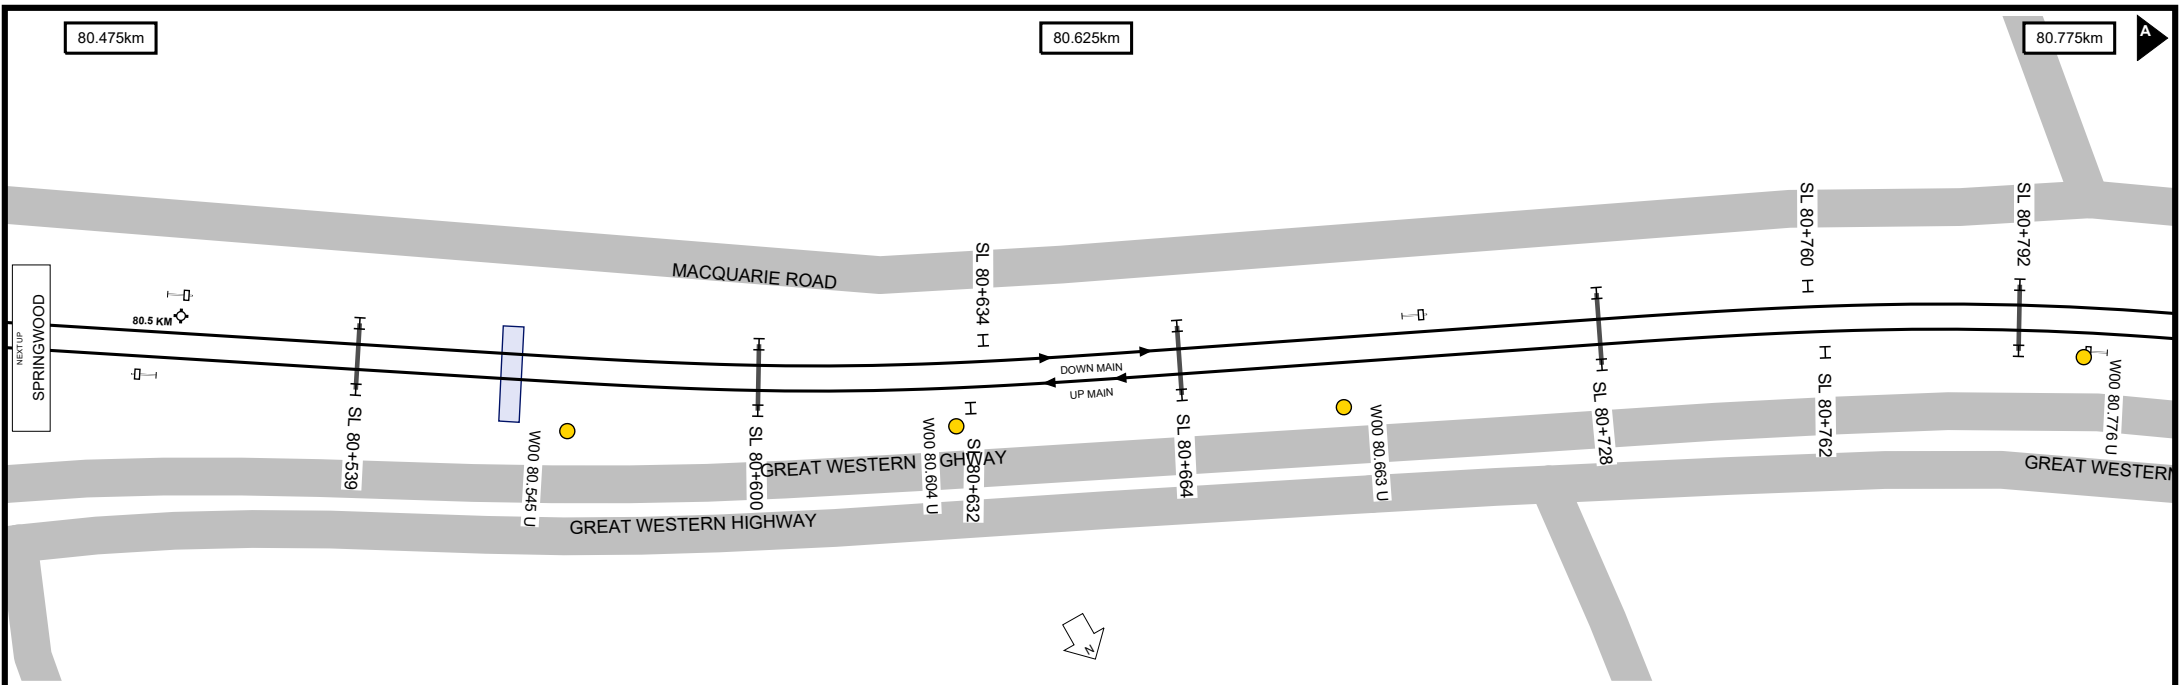 80.475km
80.625km
80.775km
A
SL 80+760
SL 80+792
SL 80+634
MACQUARIE ROAD
NEXT UP
SPRINGWOOD
80.5 KM
DOWN MAIN
UP MAIN
SL 80+539
W00 80.545 U
SL 80+600
W00 80.604 U
SL 80+632
SL 80+664
W00 80.663 U
SL 80+728
SL 80+762
W00 80.776 U
GREAT WESTERN GHWAY
GREAT WESTERN
GREAT WESTERN HIGHWAY
N